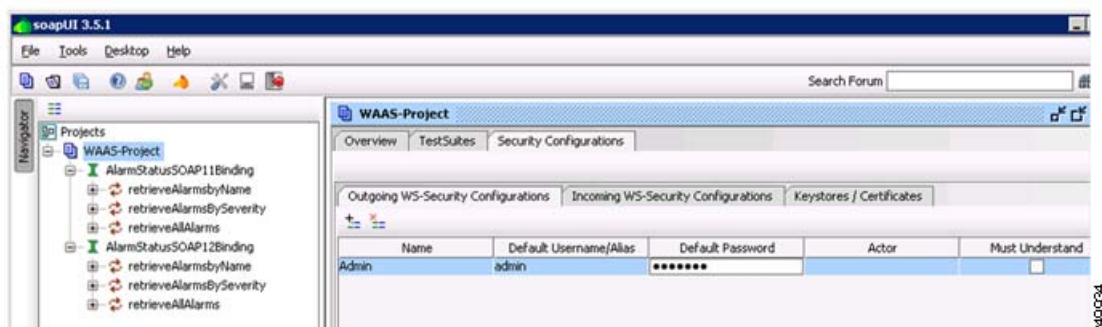 soapUI 3.5.1
File Tools Desktop Help
Search Forum
Navigator
Projects
WAAS-Project
AlarmStatusSOAP11Binding
retrieveAlarmsbyName
retrieveAlarmsBySeverity
retrieveAllAlarms
AlarmStatusSOAP12Binding
retrieveAlarmsbyName
retrieveAlarmsBySeverity
retrieveAllAlarms
WAAS-Project
Overview TestSuites Security Configurations
Outgoing WS-Security Configurations Incoming WS-Security Configurations Keystores / Certificates
Name Default Username/Alias Default Password Actor Must Understand
Admin admin •••••••